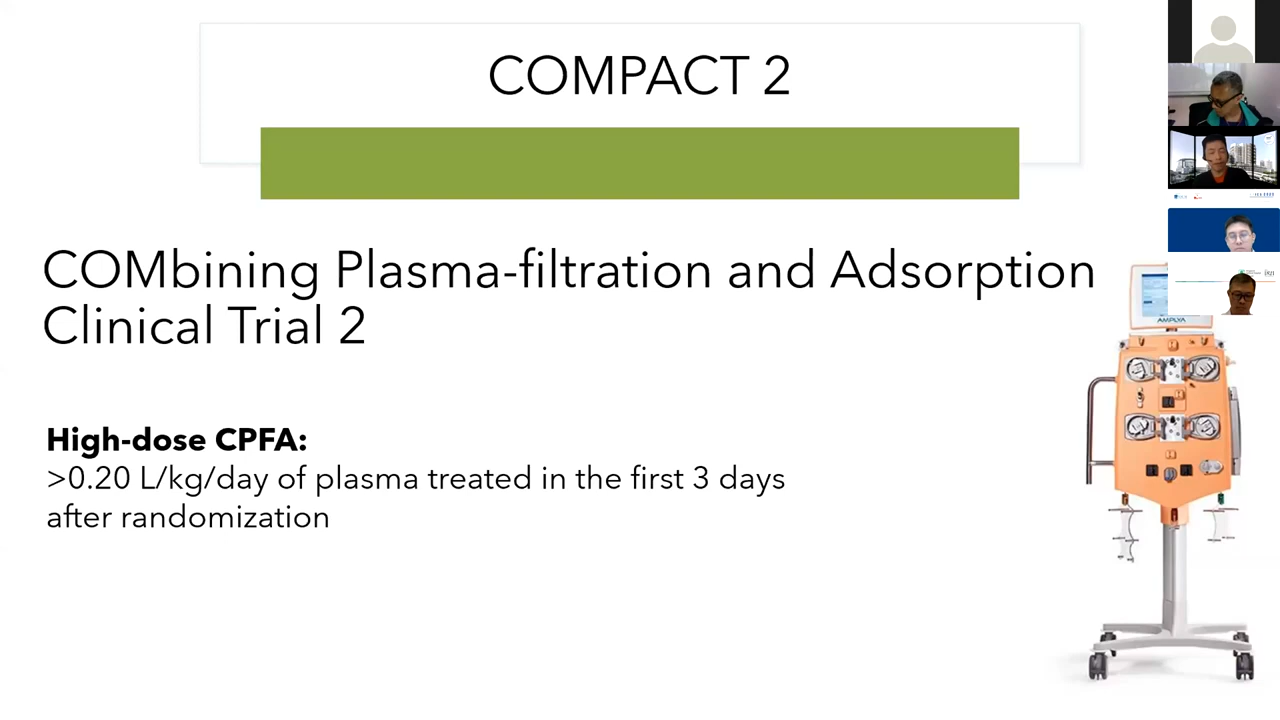 COMPACT 2
COMbining Plasma-filtration and Adsorption
Clinical Trial 2
High-dose CPFA:
>0.20 L/kg/day of plasma treated in the first 3 days
after randomization
AMPLYA